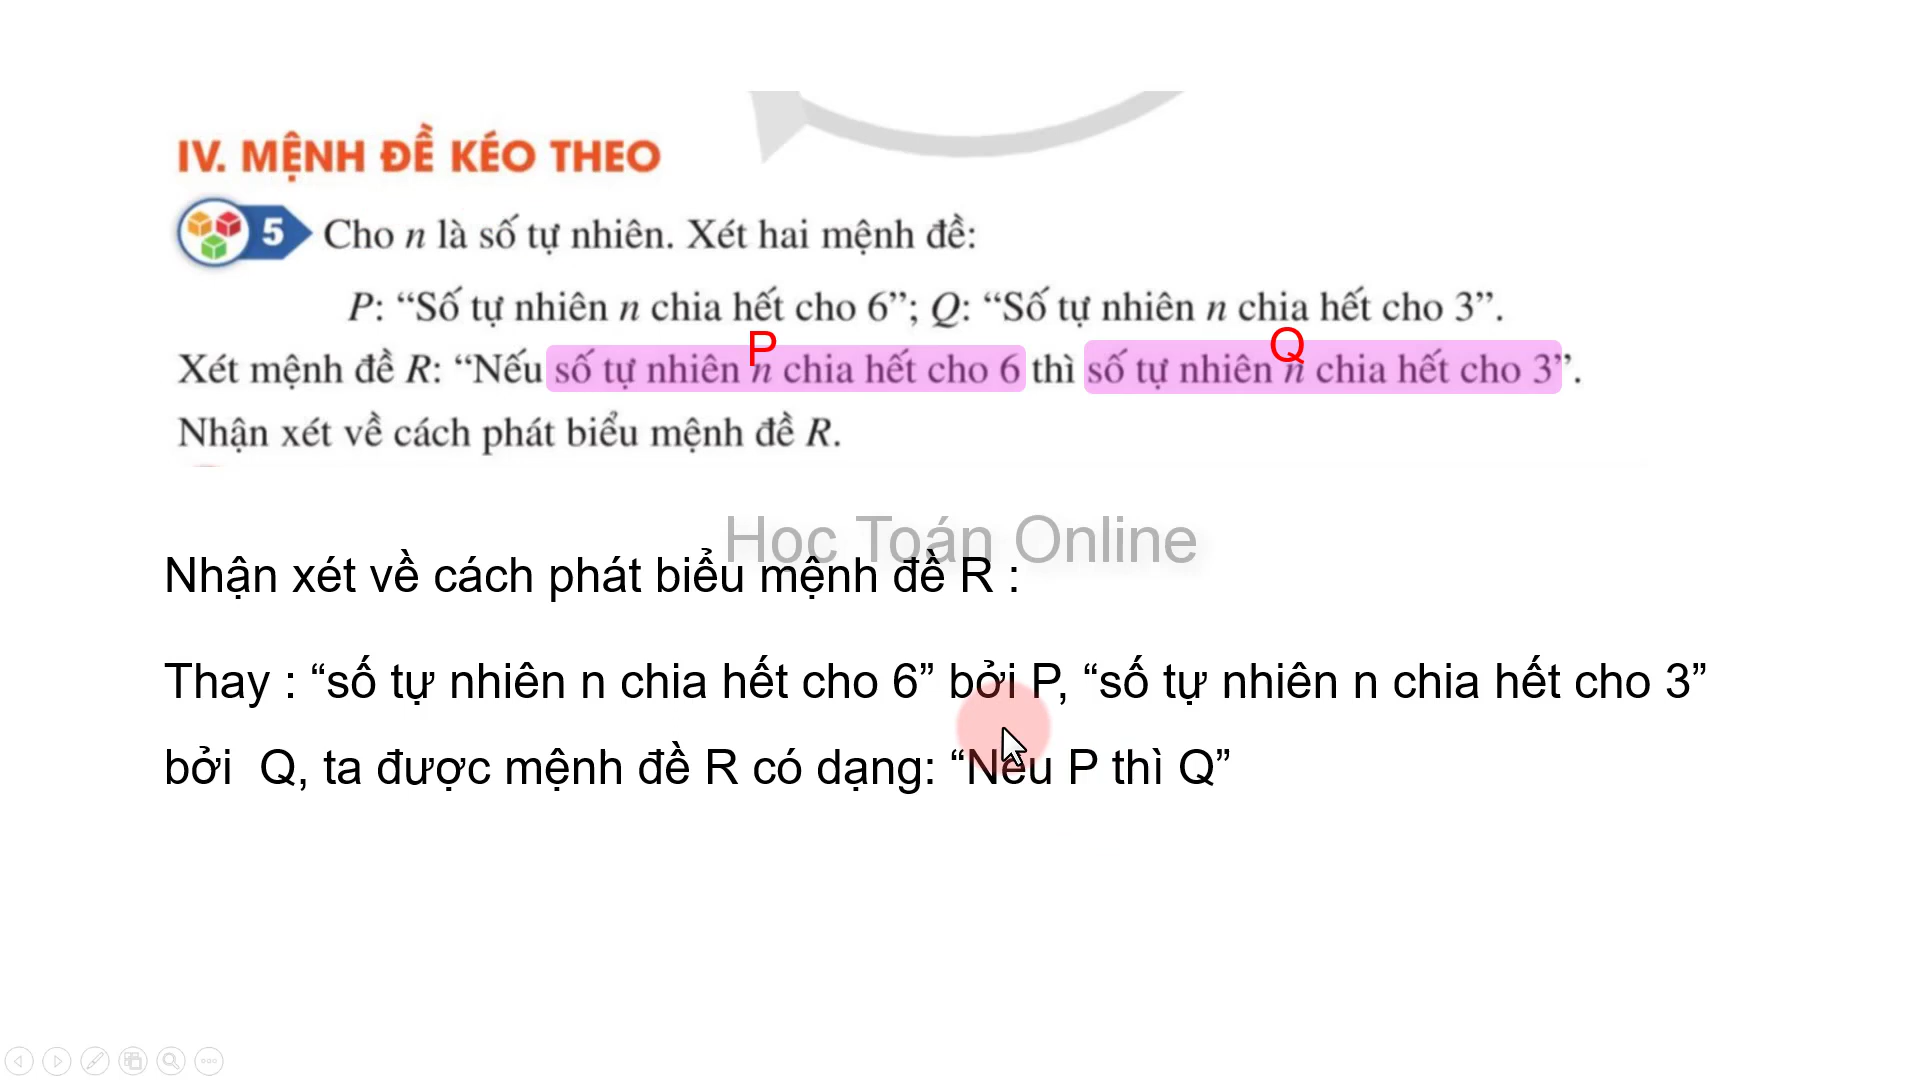 IV. MỆNH ĐỀ KÉO THEO
5 Cho n là số tự nhiên. Xét hai mệnh đề:
P: “Số tự nhiên n chia hết cho 6”; Q: “Số tự nhiên n chia hết cho 3”.
P Q
Xét mệnh đề R: “Nếu số tự nhiên n chia hết cho 6 thì số tự nhiên n chia hết cho 3”.
Nhận xét về cách phát biểu mệnh đề R.
Học Toán Online
Nhận xét về cách phát biểu mệnh đề R :
Thay : “số tự nhiên n chia hết cho 6” bởi P, “số tự nhiên n chia hết cho 3”
bởi Q, ta được mệnh đề R có dạng: “Nếu P thì Q”